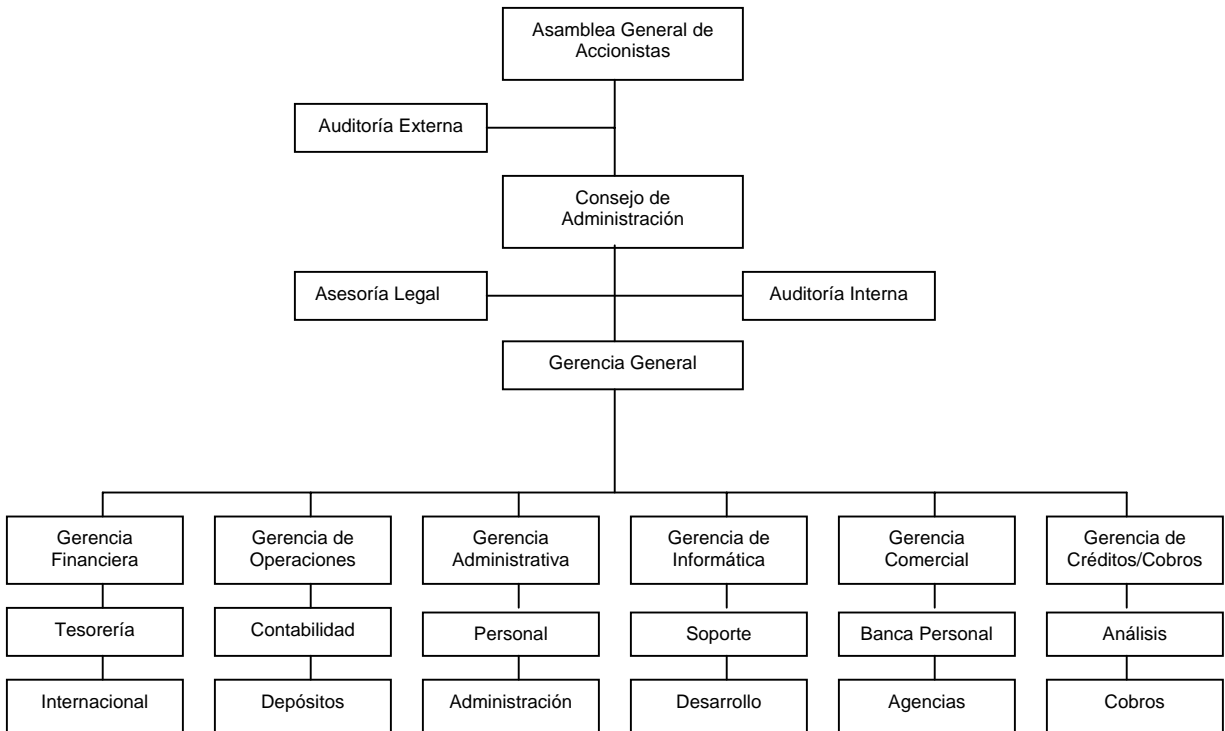 Asamblea General de
Accionistas
Auditoría Externa
Consejo de
Administración
Asesoría Legal
Auditoría Interna
Gerencia General
Gerencia
Financiera
Gerencia de
Operaciones
Gerencia
Administrativa
Gerencia de
Informática
Gerencia
Comercial
Gerencia de
Créditos/Cobros
Tesorería
Contabilidad
Personal
Soporte
Banca Personal
Análisis
Internacional
Depósitos
Administración
Desarrollo
Agencias
Cobros